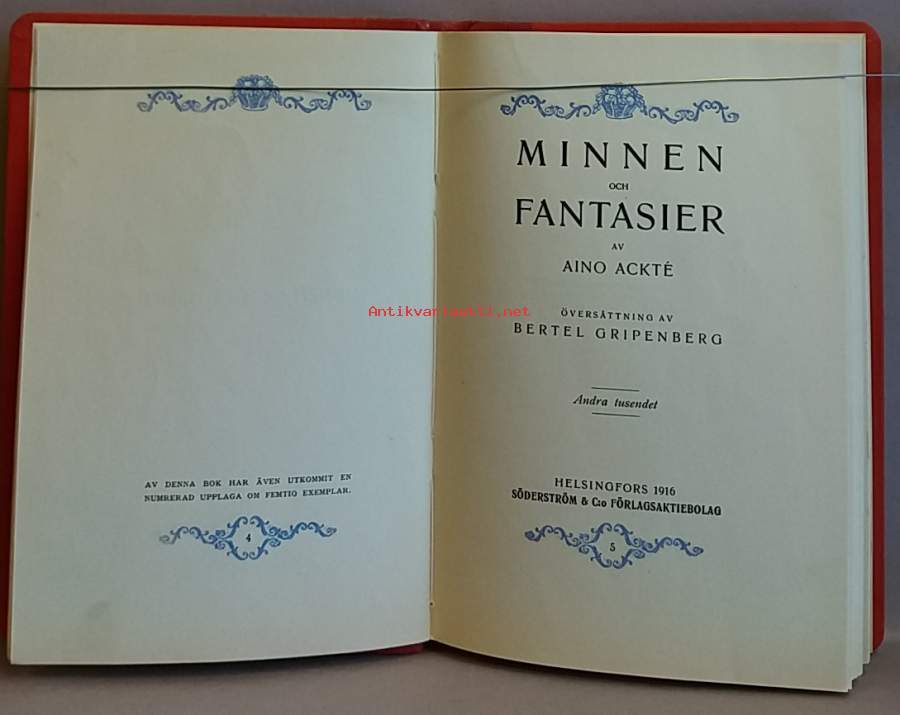 AV DENNA BOK HAR ÄVEN UTKOMMIT EN
NUMRERAD UPPLAGA OM FEMTIO EXEMPLAR.
4
MINNEN
OCH
FANTASIER
AV
AINO ACKTÉ
ÖVERSÄTTNING AV
BERTEL GRIPENBERG
Andra tusendet
HELSINGFORS 1916
SÖDERSTRÖM & C:o FÖRLAGSAKTIEBOLAG
5
Antikvariaatti.net